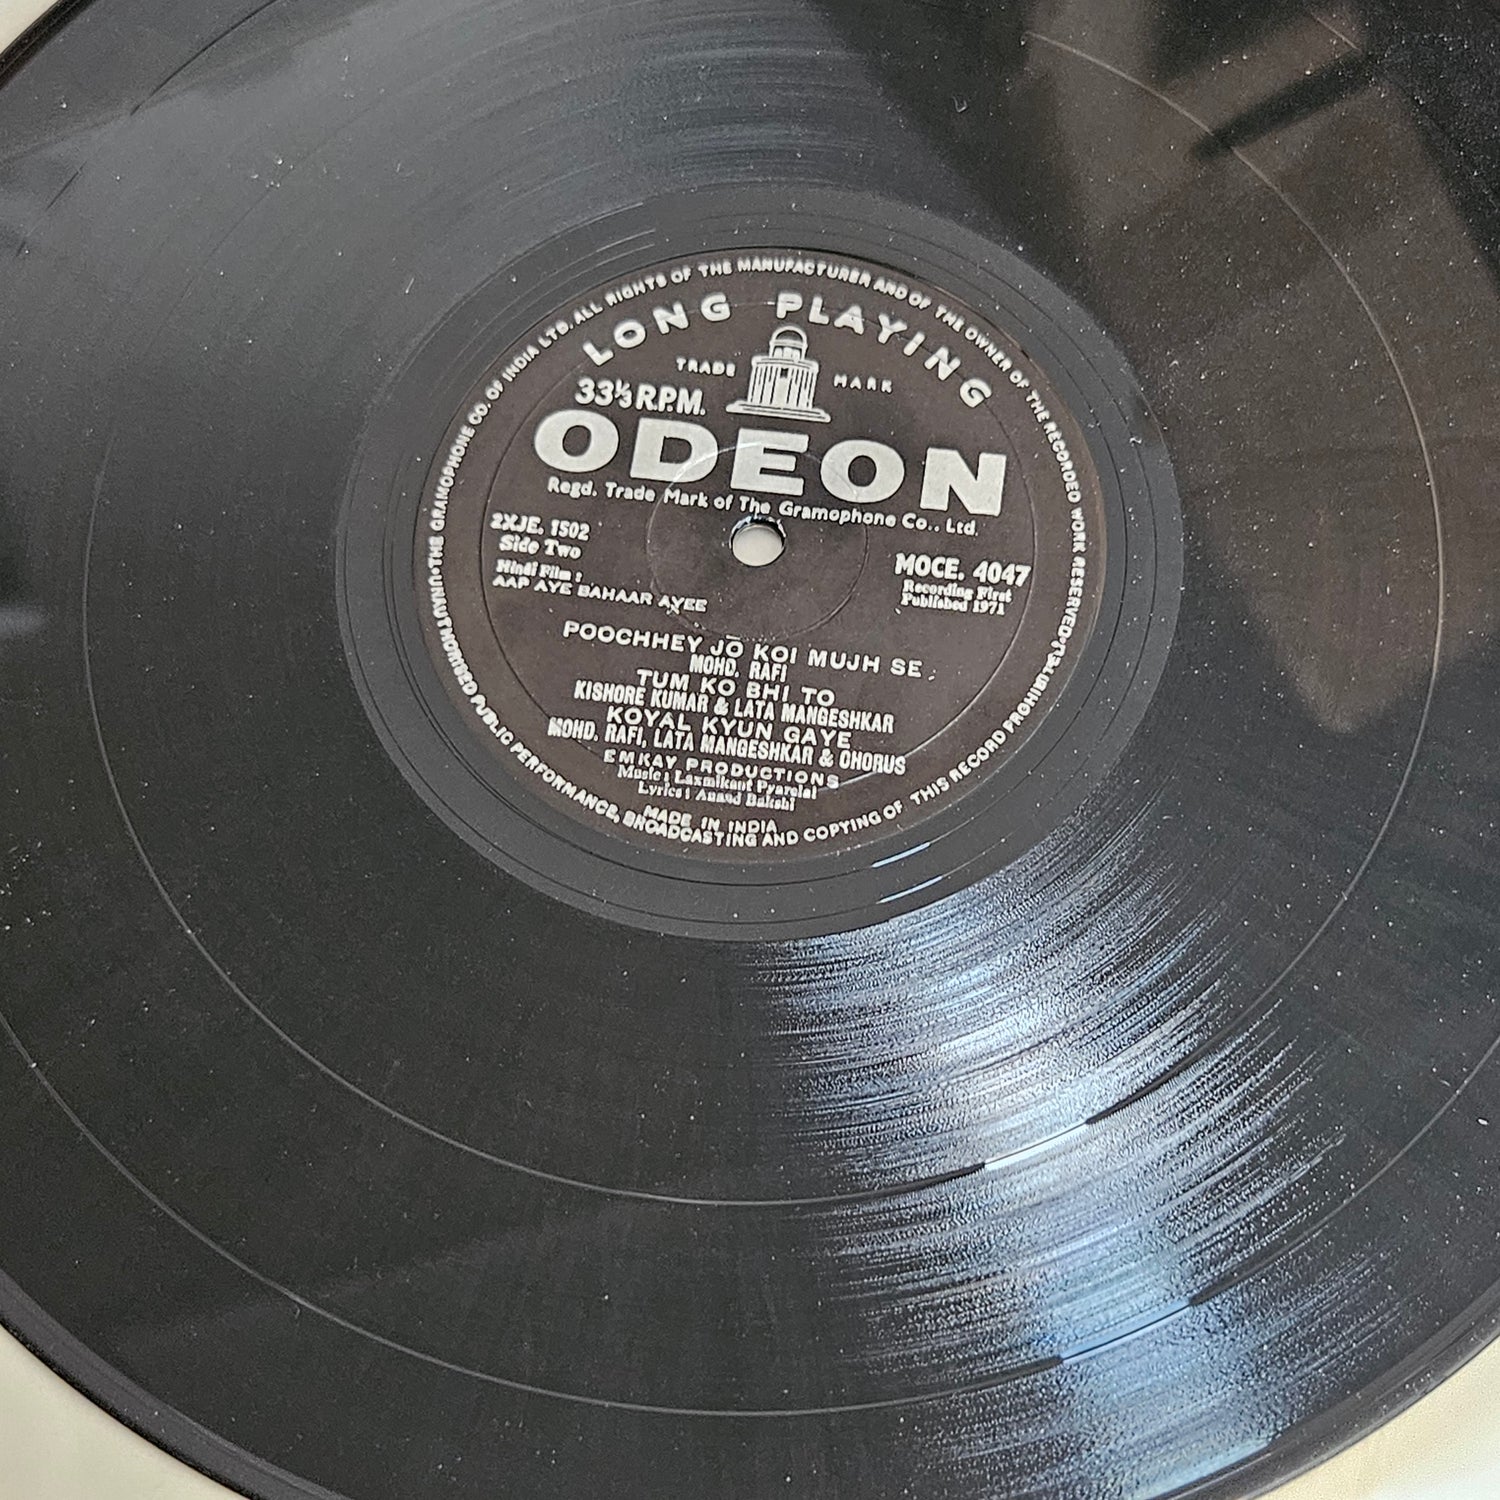 THE GRAMOPHONE CO. OF INDIA LTD. ALL RIGHTS OF THE MANUFACTURER AND OF THE OWNER OF THE RECORDED WORK RESERVED
UNAUTHORISED PUBLIC PERFORMANCE, BROADCASTING AND COPYING OF THIS RECORD PROHIBITED
LONG PLAYING
TRADE MARK
33⅓ R.P.M.
ODEON
Regd. Trade Mark of The Gramophone Co., Ltd.
2XJE. 1502
Side Two
MOCE. 4047
Recording First
Published 1971
Hindi Film :
AAP AYE BAHAAR AYEE
POOCHHEY JO KOI MUJH SE
MOHD. RAFI
TUM KO BHI TO
KISHORE KUMAR & LATA MANGESHKAR
KOYAL KYUN GAYE
MOHD. RAFI, LATA MANGESHKAR & CHORUS
EMKAY PRODUCTIONS
Music : Laxmikant Pyarelal
Lyrics : Anand Bakshi
MADE IN INDIA